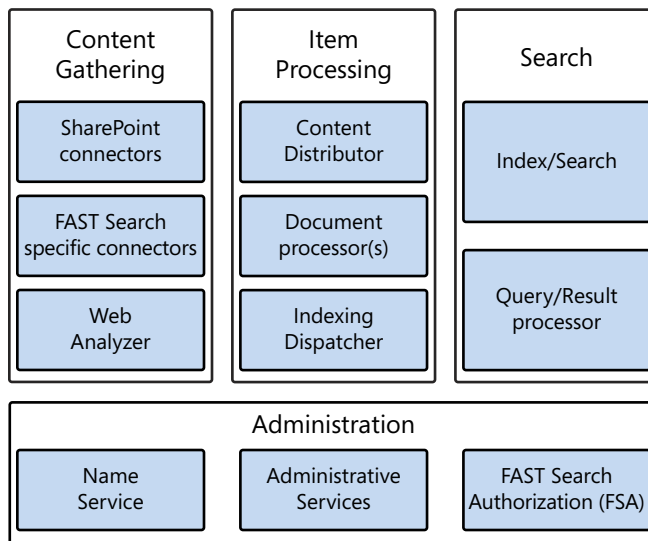 Content
Gathering
SharePoint
connectors
FAST Search
specific connectors
Web
Analyzer
Item
Processing
Content
Distributor
Document
processor(s)
Indexing
Dispatcher
Search
Index/Search
Query/Result
processor
Administration
Name
Service
Administrative
Services
FAST Search
Authorization (FSA)